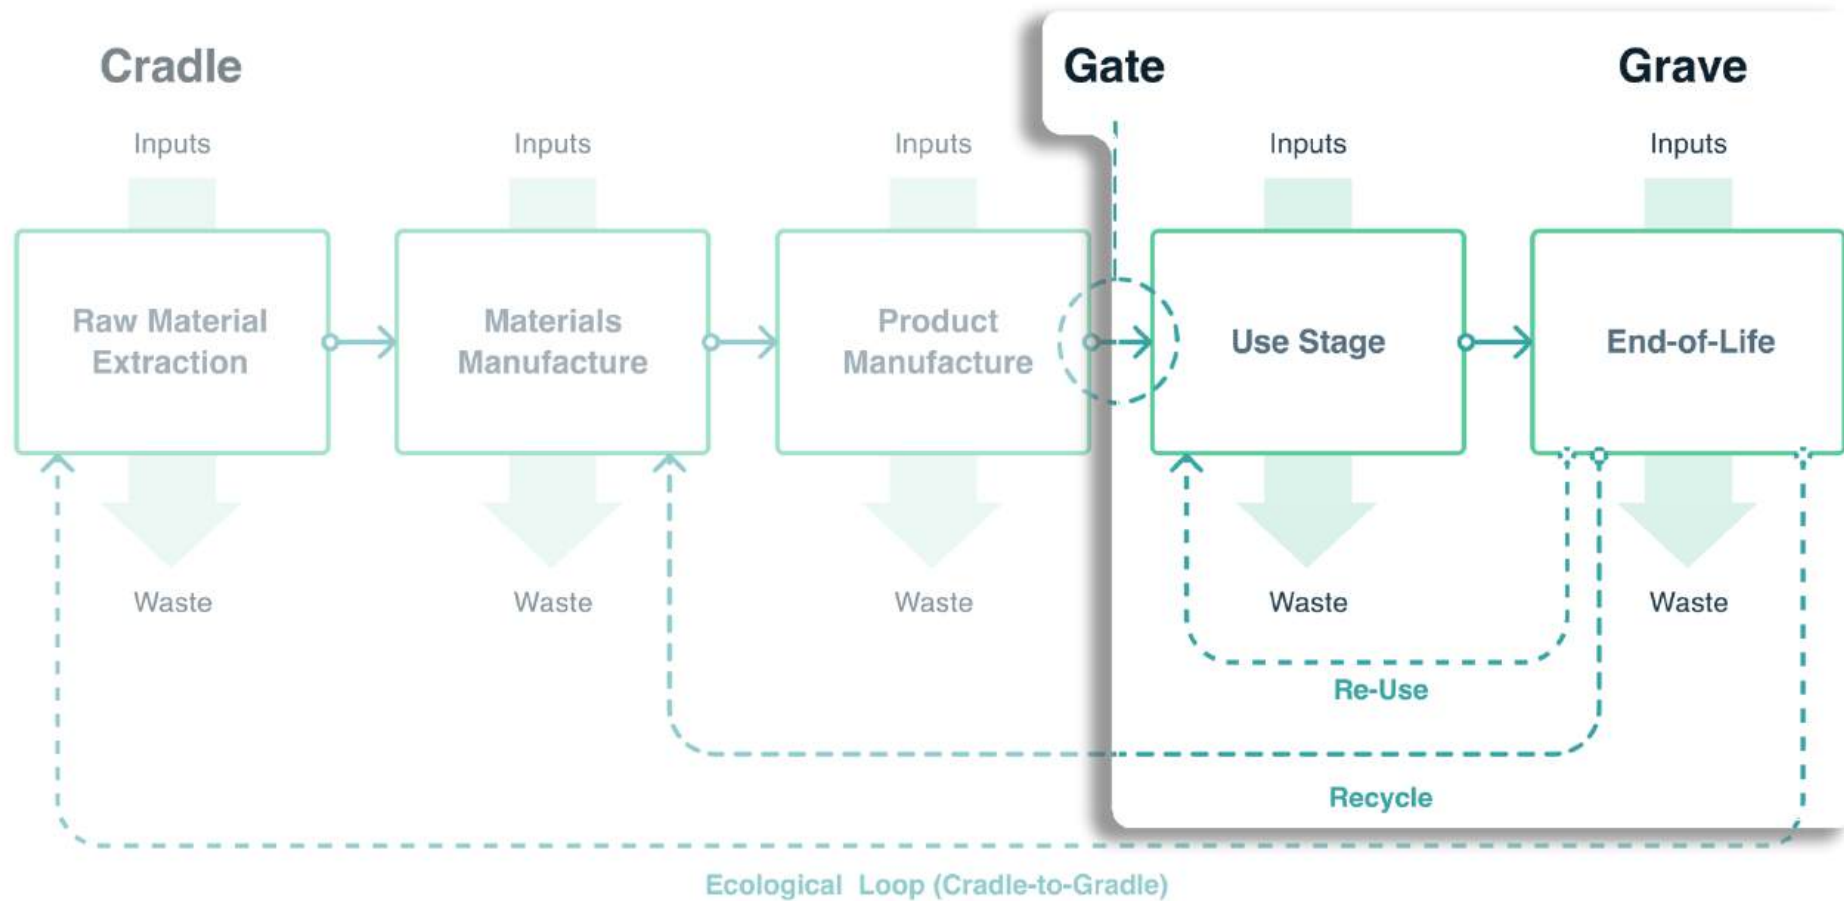 Cradle
Gate
Grave
Inputs
Inputs
Inputs
Inputs
Inputs
Raw Material
Extraction
Materials
Manufacture
Product
Manufacture
Use Stage
End-of-Life
Waste
Waste
Waste
Waste
Waste
Re-Use
Recycle
Ecological Loop (Cradle-to-Gradle)